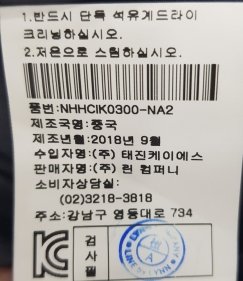 1.반드시 단독 석유계드라이
크리닝하십시오.
2.저온으로 스팀하십시오.
품번:NHHCIK0300-NA2
제조국명:중국
제조년월:2018년 9월
수입자명:(주) 태진케이에스
판매자명:(주) 린 컴퍼니
소비자상담실:
(02)3218-3818
주소:강남구 영동대로 734
검
사
필
A